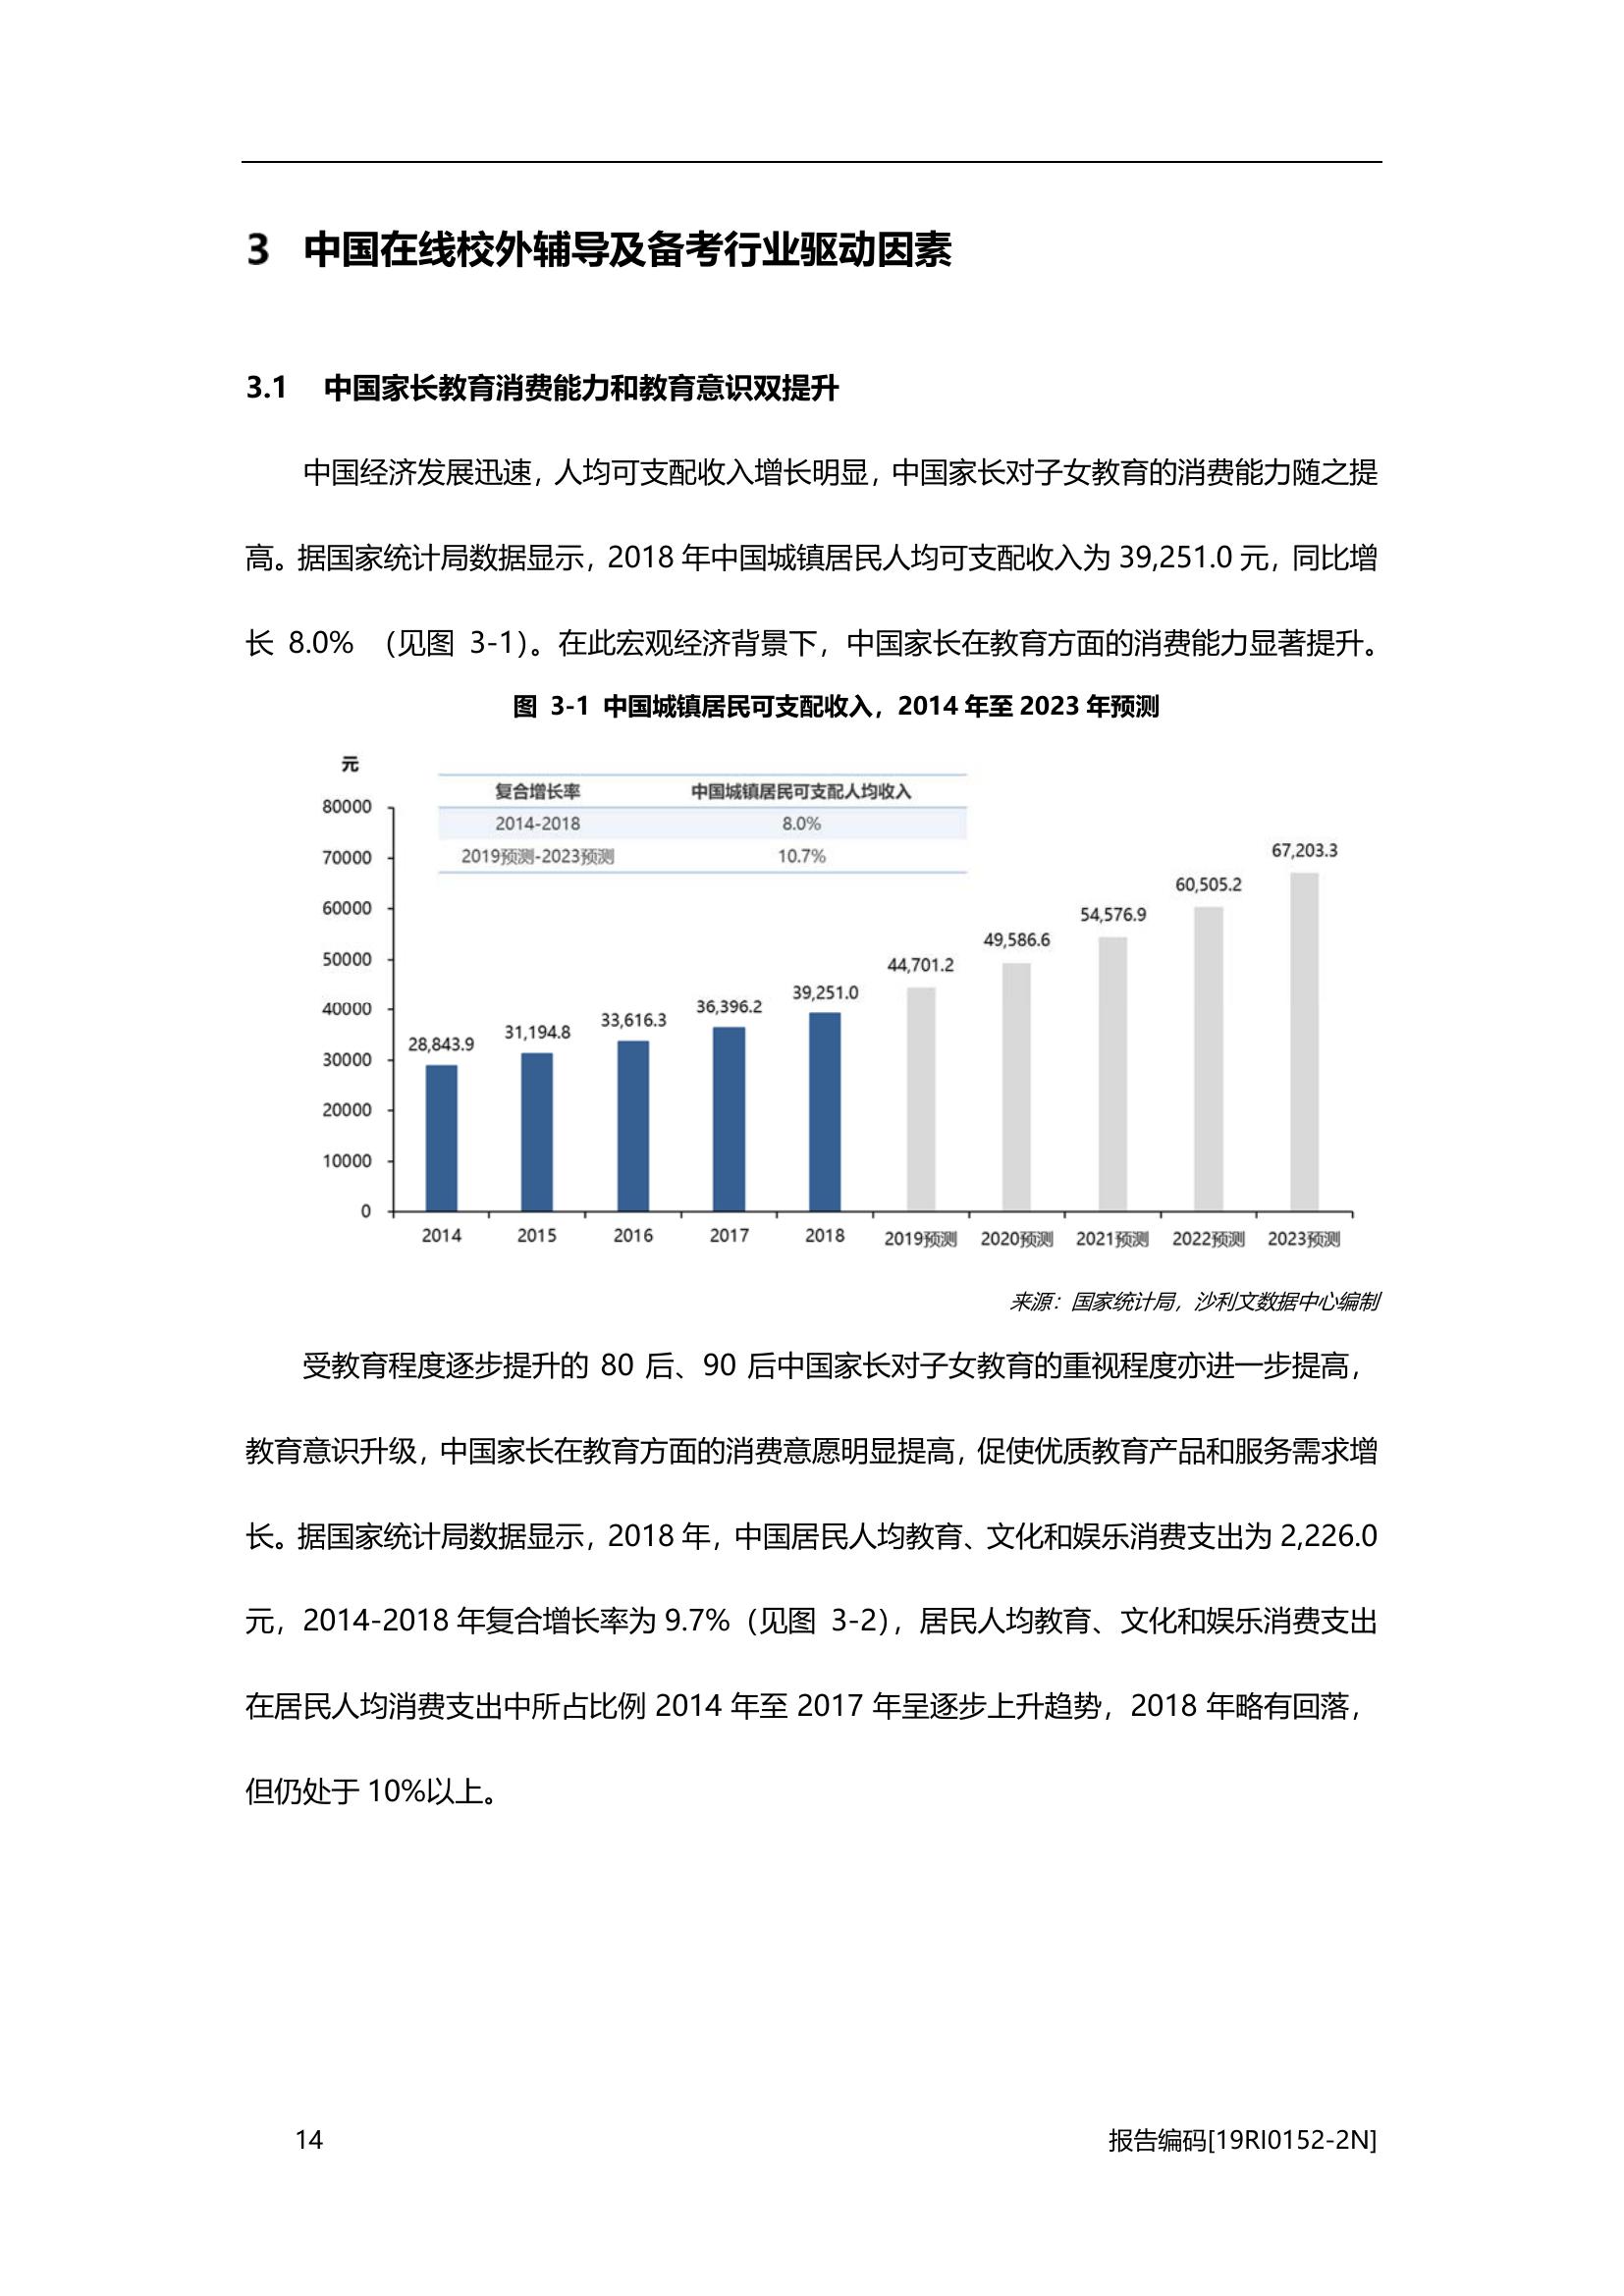 3 中国在线校外辅导及备考行业驱动因素
3.1 中国家长教育消费能力和教育意识双提升
中国经济发展迅速，人均可支配收入增长明显，中国家长对子女教育的消费能力随之提
高。据国家统计局数据显示，2018 年中国城镇居民人均可支配收入为 39,251.0 元，同比增
长 8.0% （见图 3-1）。在此宏观经济背景下，中国家长在教育方面的消费能力显著提升。
图 3-1 中国城镇居民可支配收入，2014 年至 2023 年预测
元
复合增长率 中国城镇居民可支配人均收入
2014-2018 8.0%
2019预测-2023预测 10.7%
80000
70000
60000
50000
40000
30000
20000
10000
0
28,843.9 31,194.8 33,616.3 36,396.2 39,251.0 44,701.2 49,586.6 54,576.9 60,505.2 67,203.3
2014 2015 2016 2017 2018 2019预测 2020预测 2021预测 2022预测 2023预测
来源：国家统计局，沙利文数据中心编制
受教育程度逐步提升的 80 后、90 后中国家长对子女教育的重视程度亦进一步提高，
教育意识升级，中国家长在教育方面的消费意愿明显提高，促使优质教育产品和服务需求增
长。据国家统计局数据显示，2018 年，中国居民人均教育、文化和娱乐消费支出为 2,226.0
元，2014-2018 年复合增长率为 9.7%（见图 3-2），居民人均教育、文化和娱乐消费支出
在居民人均消费支出中所占比例 2014 年至 2017 年呈逐步上升趋势，2018 年略有回落，
但仍处于 10%以上。
14 报告编码[19RI0152-2N]